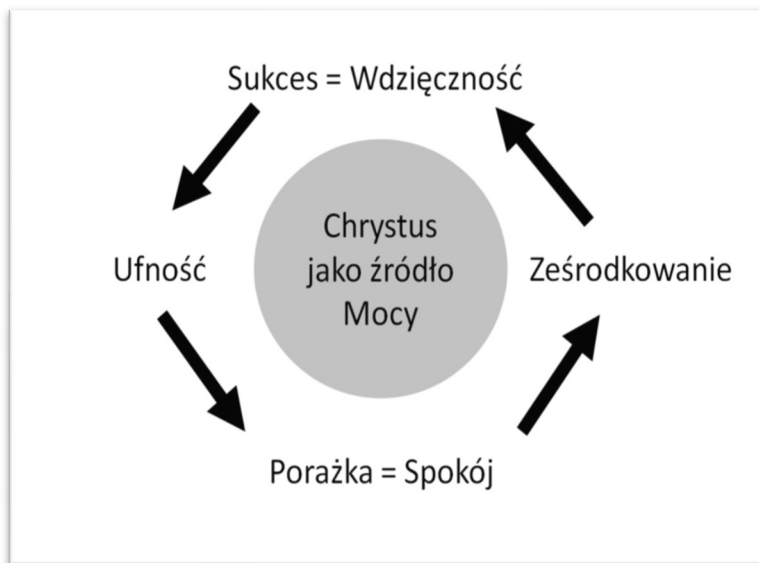 Sukces = Wdzięczność
Chrystus
jako źródło
Mocy
Ufność
Ześrodkowanie
Porażka = Spokój